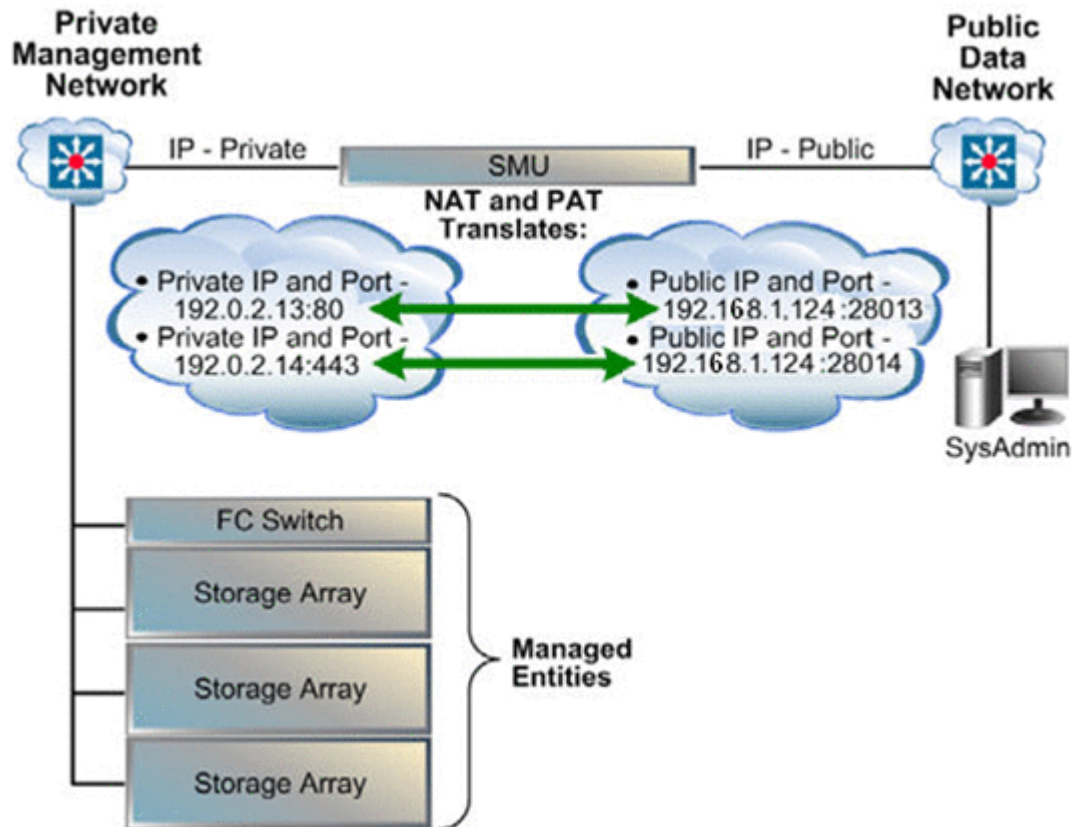 Private
Management
Network
Public
Data
Network
IP - Private
SMU
IP - Public
NAT and PAT
Translates:
• Private IP and Port -
192.0.2.13:80
• Private IP and Port -
192.0.2.14:443
• Public IP and Port -
192.168.1.124 :28013
• Public IP and Port -
192.168.1.124 :28014
SysAdmin
FC Switch
Storage Array
Storage Array
Storage Array
Managed
Entities